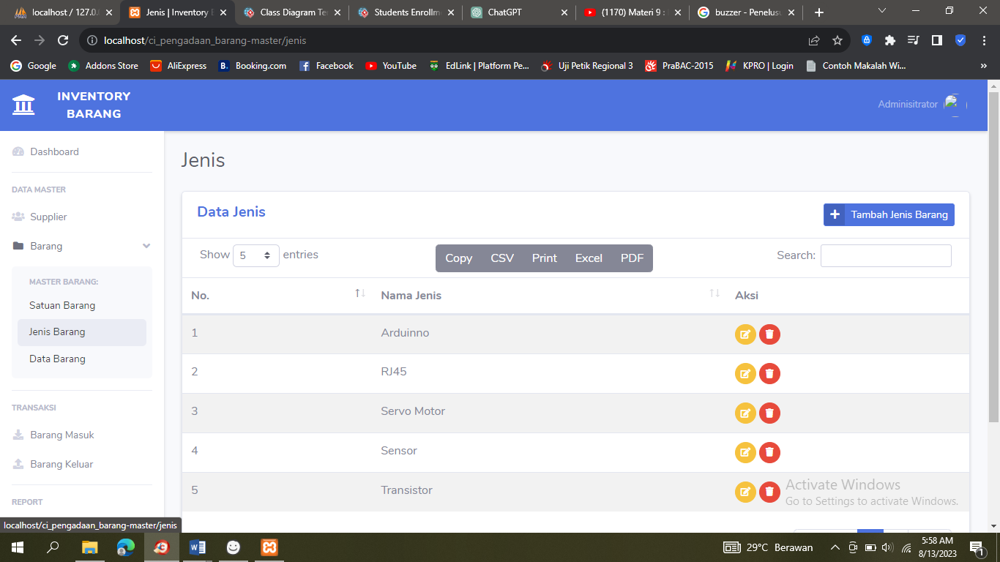 localhost / 127.0.
Jenis | Inventory B
Class Diagram Te
Students Enrollme
ChatGPT
(1170) Materi 9 :
buzzer - Penelusu
localhost/ci_pengadaan_barang-master/jenis
Google
Addons Store
AliExpress
Booking.com
Facebook
YouTube
EdLink | Platform Pe...
Uji Petik Regional 3
PraBAC-2015
KPRO | Login
Contoh Makalah Wi...
»
INVENTORY
BARANG
Adminisitrator
Dashboard
DATA MASTER
Supplier
Barang
MASTER BARANG:
Satuan Barang
Jenis Barang
Data Barang
TRANSAKSI
Barang Masuk
Barang Keluar
REPORT
localhost/ci_pengadaan_barang-master/jenis
Jenis
Data Jenis
+ Tambah Jenis Barang
Show 5 entries
Copy CSV Print Excel PDF
Search:
No. Nama Jenis Aksi
1 Arduinno
2 RJ45
3 Servo Motor
4 Sensor
5 Transistor
Activate Windows
Go to Settings to activate Windows.
29°C Berawan
5:58 AM
8/13/2023
1